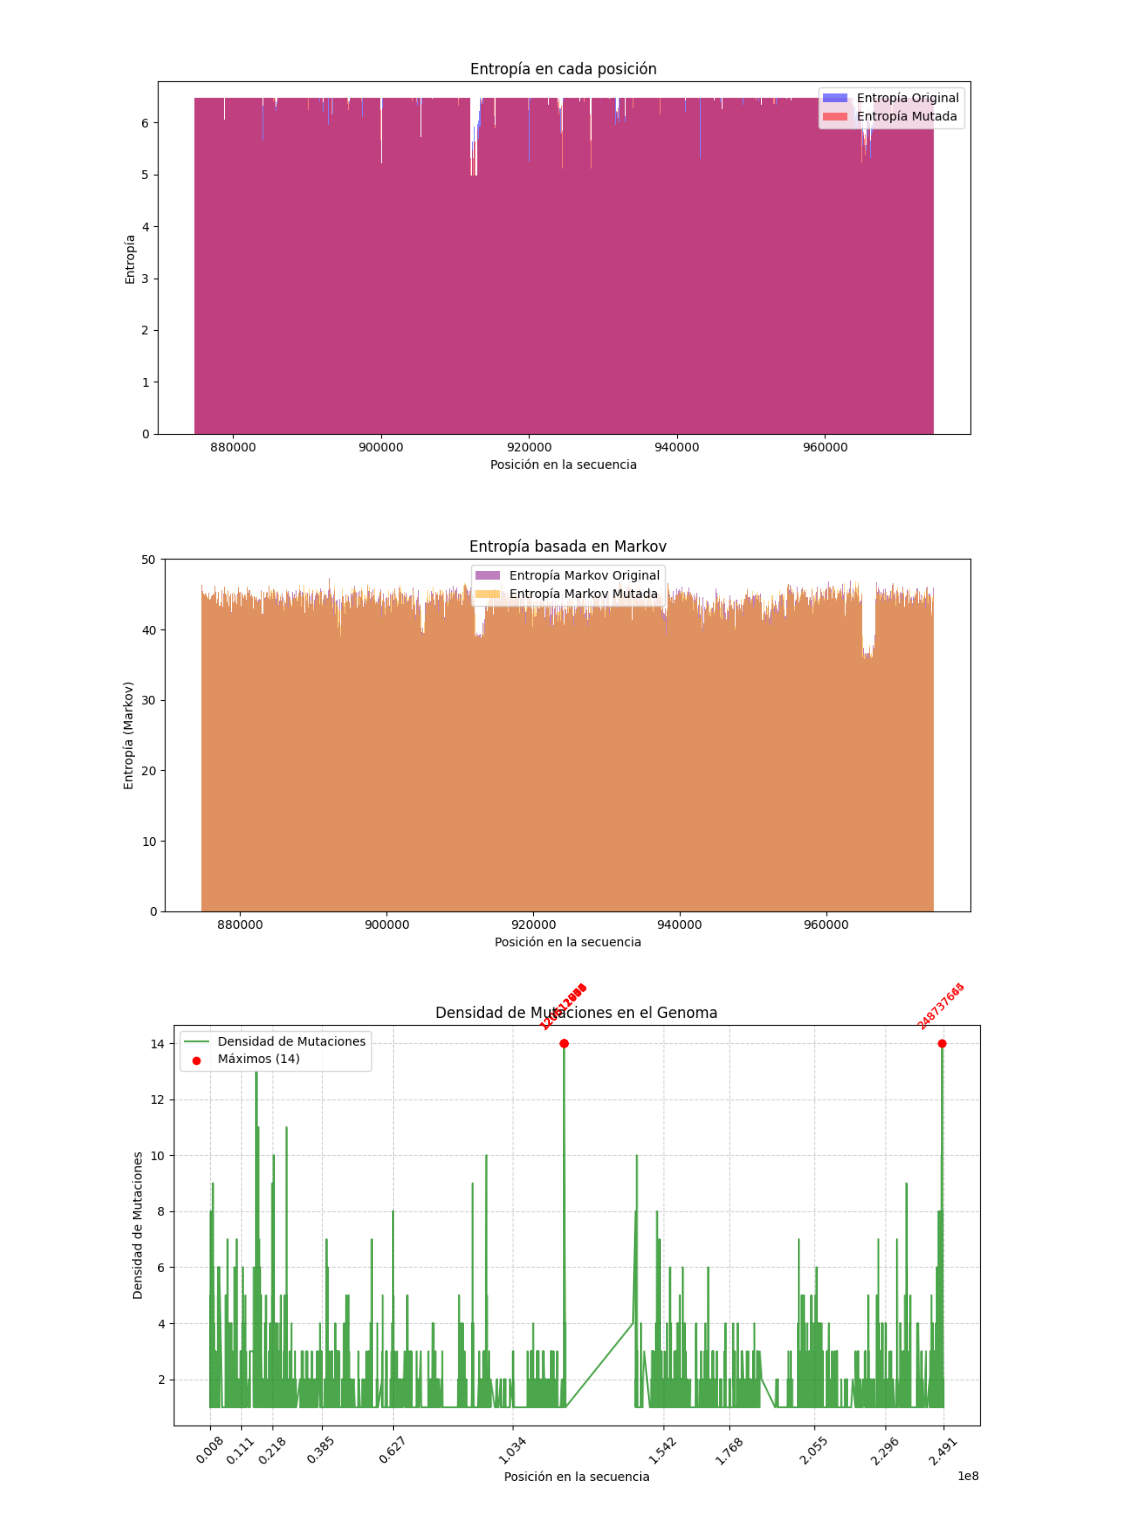 Entropía en cada posición
Entropía Original
Entropía Mutada
6
5
4
3
2
1
0
Entropía
880000 900000 920000 940000 960000
Posición en la secuencia
Entropía basada en Markov
Entropía Markov Original
Entropía Markov Mutada
50
40
30
20
10
0
Entropía (Markov)
880000 900000 920000 940000 960000
Posición en la secuencia
Densidad de Mutaciones en el Genoma
Densidad de Mutaciones
Máximos (14)
14
12
10
8
6
4
2
Densidad de Mutaciones
0.008 0.111 0.218 0.385 0.627 1.034 1.542 1.768 2.055 2.296 2.491
1e8
Posición en la secuencia